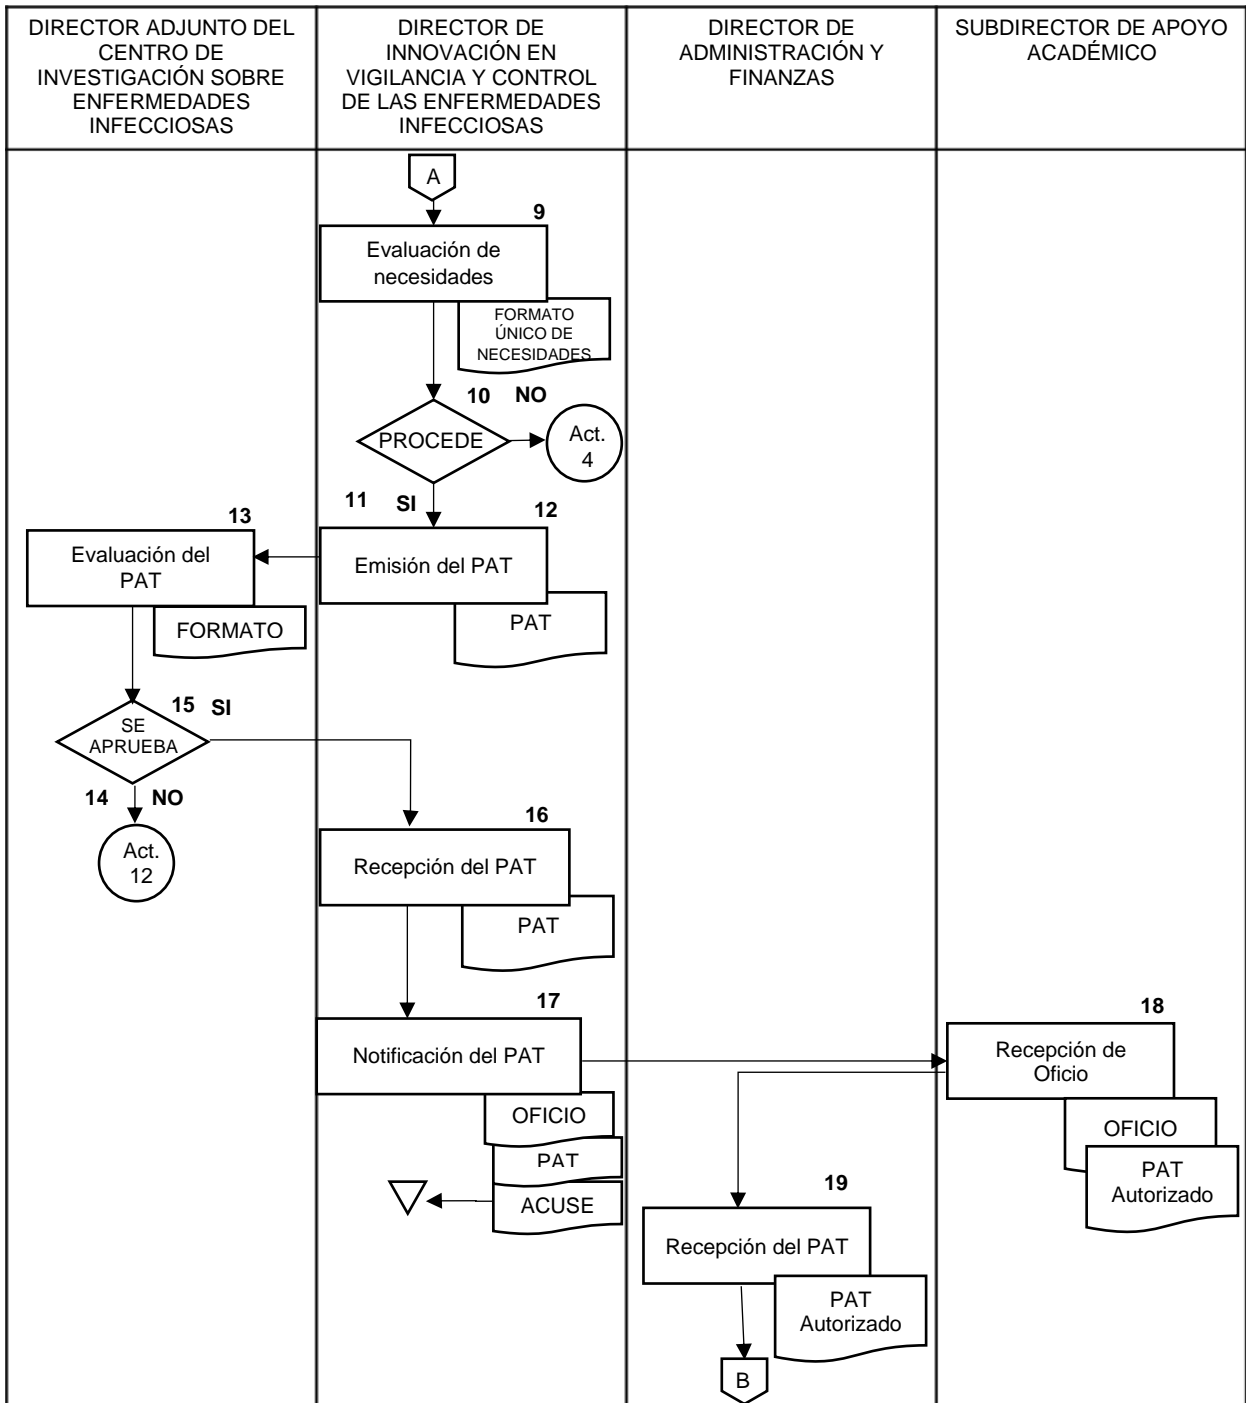 DIRECTOR ADJUNTO DEL
CENTRO DE
INVESTIGACIÓN SOBRE
ENFERMEDADES
INFECCIOSAS
DIRECTOR DE
INNOVACIÓN EN
VIGILANCIA Y CONTROL
DE LAS ENFERMEDADES
INFECCIOSAS
DIRECTOR DE
ADMINISTRACIÓN Y
FINANZAS
SUBDIRECTOR DE APOYO
ACADÉMICO
A
9
Evaluación de
necesidades
FORMATO
ÚNICO DE
NECESIDADES
10 NO
PROCEDE
Act.
4
11 SI
12
Emisión del PAT
PAT
13
Evaluación del
PAT
FORMATO
15 SI
SE
APRUEBA
14 NO
Act.
12
16
Recepción del PAT
PAT
17
Notificación del PAT
OFICIO
PAT
ACUSE
18
Recepción de
Oficio
OFICIO
PAT
Autorizado
19
Recepción del PAT
PAT
Autorizado
B